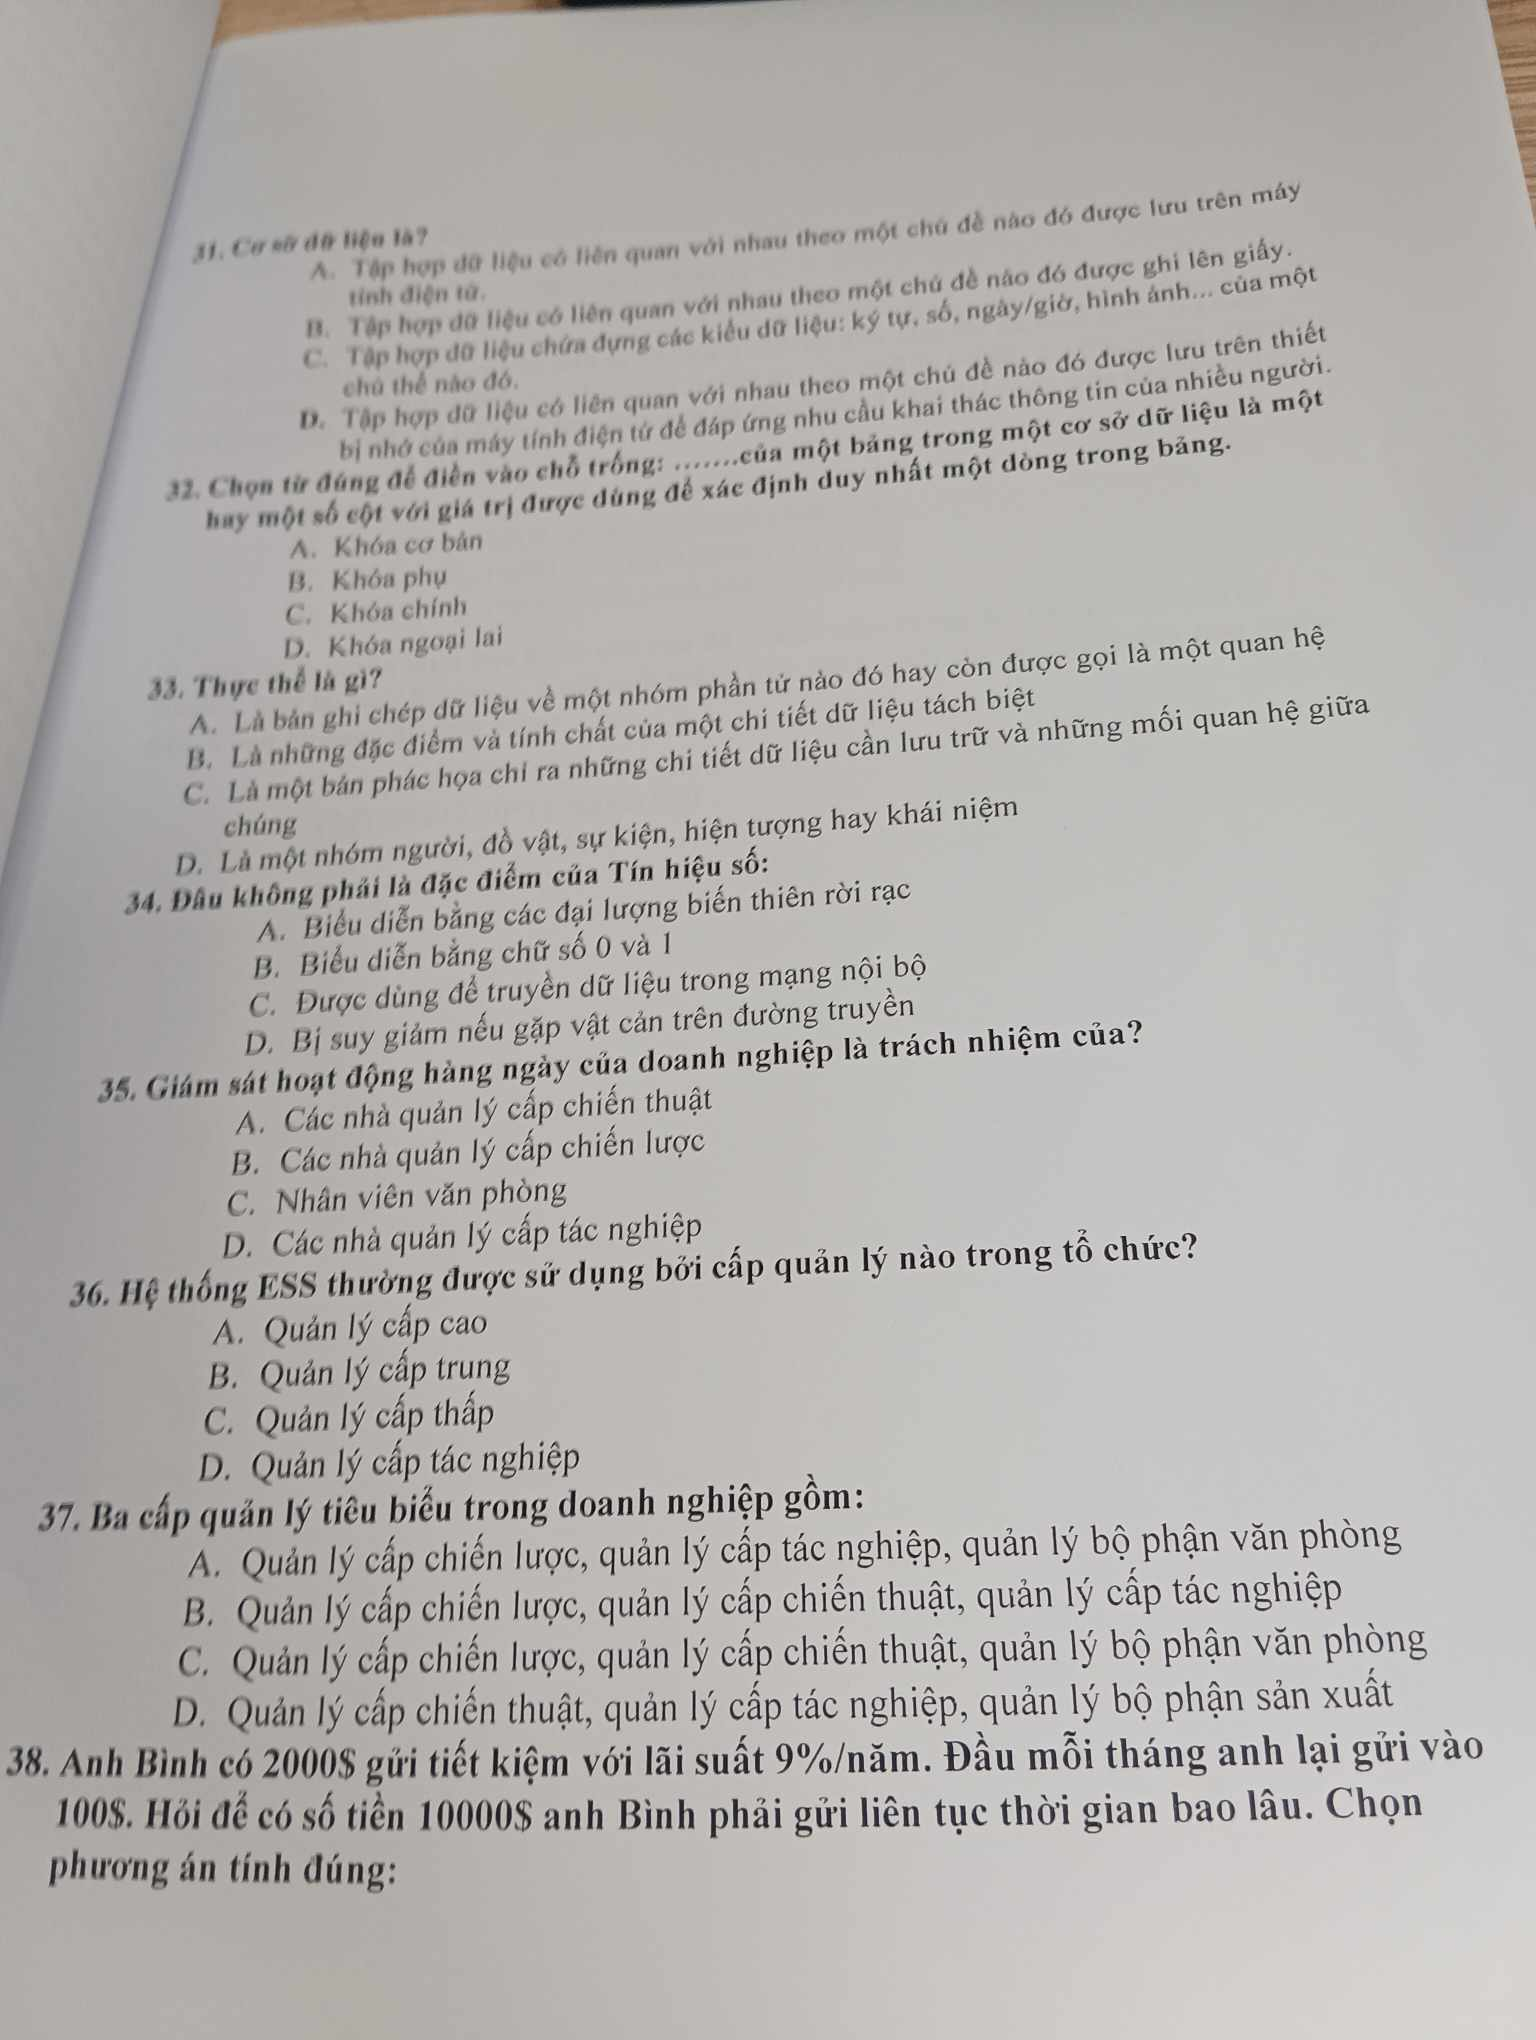 31. Cơ sở dữ liệu là?
A. Tập hợp dữ liệu có liên quan với nhau theo một chủ đề nào đó được lưu trên máy
tính điện tử.
B. Tập hợp dữ liệu có liên quan với nhau theo một chủ đề nào đó được ghi lên giấy.
C. Tập hợp dữ liệu chứa đựng các kiểu dữ liệu: ký tự, số, ngày/giờ, hình ảnh... của một
chủ thể nào đó.
D. Tập hợp dữ liệu có liên quan với nhau theo một chủ đề nào đó được lưu trên thiết
bị nhớ của máy tính điện tử để đáp ứng nhu cầu khai thác thông tin của nhiều người.
32. Chọn từ đúng để điền vào chỗ trống: .......của một bảng trong một cơ sở dữ liệu là một
hay một số cột với giá trị được dùng để xác định duy nhất một dòng trong bảng.
A. Khóa cơ bản
B. Khóa phụ
C. Khóa chính
D. Khóa ngoại lai
33. Thực thể là gì?
A. Là bản ghi chép dữ liệu về một nhóm phần tử nào đó hay còn được gọi là một quan hệ
B. Là những đặc điểm và tính chất của một chi tiết dữ liệu tách biệt
C. Là một bản phác họa chỉ ra những chi tiết dữ liệu cần lưu trữ và những mối quan hệ giữa
chúng
D. Là một nhóm người, đồ vật, sự kiện, hiện tượng hay khái niệm
34. Đâu không phải là đặc điểm của Tín hiệu số:
A. Biểu diễn bằng các đại lượng biến thiên rời rạc
B. Biểu diễn bằng chữ số 0 và 1
C. Được dùng để truyền dữ liệu trong mạng nội bộ
D. Bị suy giảm nếu gặp vật cản trên đường truyền
35. Giám sát hoạt động hàng ngày của doanh nghiệp là trách nhiệm của?
A. Các nhà quản lý cấp chiến thuật
B. Các nhà quản lý cấp chiến lược
C. Nhân viên văn phòng
D. Các nhà quản lý cấp tác nghiệp
36. Hệ thống ESS thường được sử dụng bởi cấp quản lý nào trong tổ chức?
A. Quản lý cấp cao
B. Quản lý cấp trung
C. Quản lý cấp thấp
D. Quản lý cấp tác nghiệp
37. Ba cấp quản lý tiêu biểu trong doanh nghiệp gồm:
A. Quản lý cấp chiến lược, quản lý cấp tác nghiệp, quản lý bộ phận văn phòng
B. Quản lý cấp chiến lược, quản lý cấp chiến thuật, quản lý cấp tác nghiệp
C. Quản lý cấp chiến lược, quản lý cấp chiến thuật, quản lý bộ phận văn phòng
D. Quản lý cấp chiến thuật, quản lý cấp tác nghiệp, quản lý bộ phận sản xuất
38. Anh Bình có 2000$ gửi tiết kiệm với lãi suất 9%/năm. Đầu mỗi tháng anh lại gửi vào
100$. Hỏi để có số tiền 10000$ anh Bình phải gửi liên tục thời gian bao lâu. Chọn
phương án tính đúng: